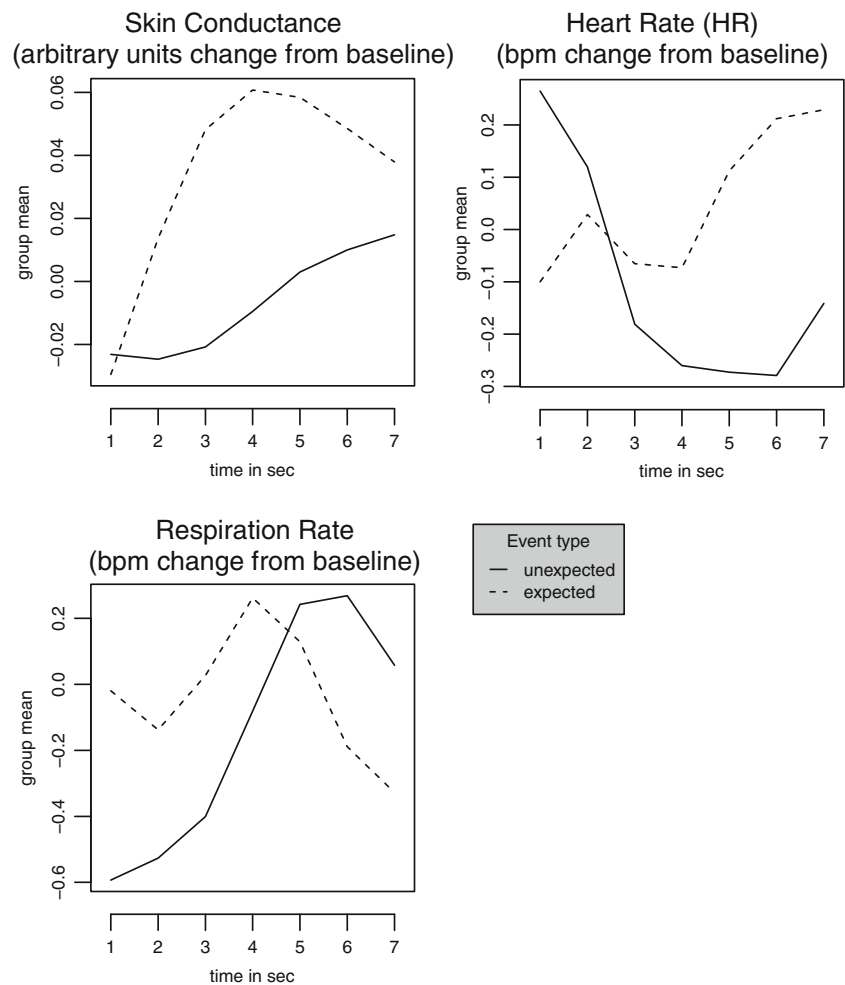 Skin Conductance
(arbitrary units change from baseline)
group mean
0.06
0.04
0.02
0.00
−0.02
1 2 3 4 5 6 7
time in sec
Heart Rate (HR)
(bpm change from baseline)
group mean
0.2
0.1
0.0
−0.1
−0.2
−0.3
1 2 3 4 5 6 7
time in sec
Respiration Rate
(bpm change from baseline)
group mean
0.2
0.0
−0.2
−0.4
−0.6
1 2 3 4 5 6 7
time in sec
Event type
unexpected
expected